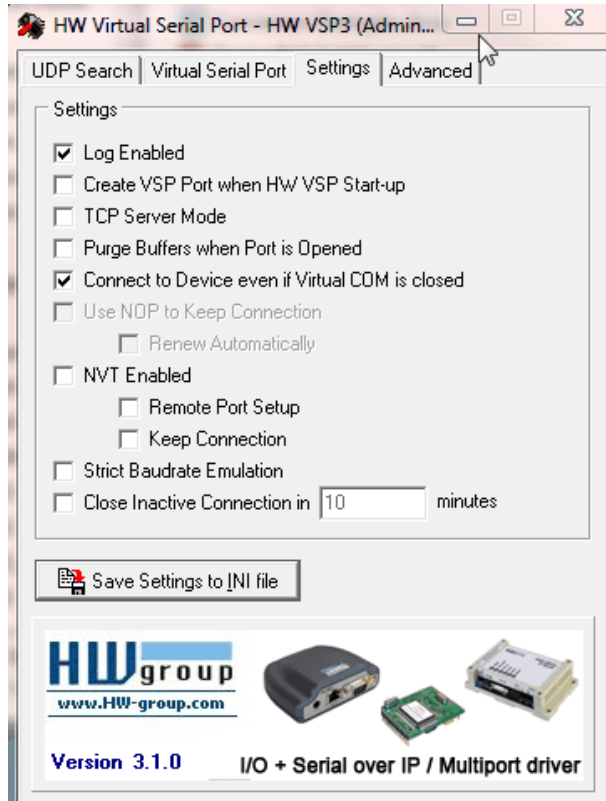 HW Virtual Serial Port - HW VSP3 (Admin...
UDP Search Virtual Serial Port Settings Advanced
Settings
Log Enabled
Create VSP Port when HW VSP Start-up
TCP Server Mode
Purge Buffers when Port is Opened
Connect to Device even if Virtual COM is closed
Use NOP to Keep Connection
Renew Automatically
NVT Enabled
Remote Port Setup
Keep Connection
Strict Baudrate Emulation
Close Inactive Connection in 10 minutes
Save Settings to INI file
HW group
www.HW-group.com
Version 3.1.0 I/O + Serial over IP / Multiport driver